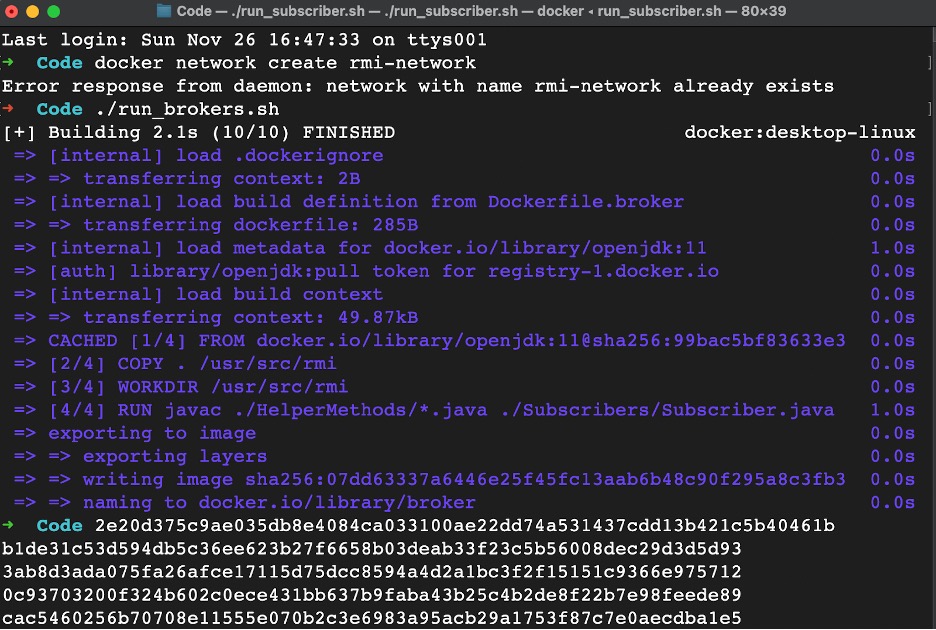 Code — ./run_subscriber.sh — ./run_subscriber.sh — docker ◂ run_subscriber.sh — 80×39
Last login: Sun Nov 26 16:47:33 on ttys001
[→ Code docker network create rmi-network ]
Error response from daemon: network with name rmi-network already exists
[→ Code ./run_brokers.sh ]
[+] Building 2.1s (10/10) FINISHED docker:desktop-linux
=> [internal] load .dockerignore 0.0s
=> => transferring context: 2B 0.0s
=> [internal] load build definition from Dockerfile.broker 0.0s
=> => transferring dockerfile: 285B 0.0s
=> [internal] load metadata for docker.io/library/openjdk:11 1.0s
=> [auth] library/openjdk:pull token for registry-1.docker.io 0.0s
=> [internal] load build context 0.0s
=> => transferring context: 49.87kB 0.0s
=> CACHED [1/4] FROM docker.io/library/openjdk:11@sha256:99bac5bf83633e3 0.0s
=> [2/4] COPY . /usr/src/rmi 0.0s
=> [3/4] WORKDIR /usr/src/rmi 0.0s
=> [4/4] RUN javac ./HelperMethods/*.java ./Subscribers/Subscriber.java 1.0s
=> exporting to image 0.0s
=> => exporting layers 0.0s
=> => writing image sha256:07dd63337a6446e25f45fc13aab6b48c90f295a8c3fb3 0.0s
=> => naming to docker.io/library/broker 0.0s
→ Code 2e20d375c9ae035db8e4084ca033100ae22dd74a531437cdd13b421c5b40461b
b1de31c53d594db5c36ee623b27f6658b03deab33f23c5b56008dec29d3d5d93
3ab8d3ada075fa26afce17115d75dcc8594a4d2a1bc3f2f15151c9366e975712
0c93703200f324b602c0ece431bb637b9faba43b25c4b2de8f22b7e98feede89
cac5460256b70708e11555e070b2c3e6983a95acb29a1753f87c7e0aecdba1e5